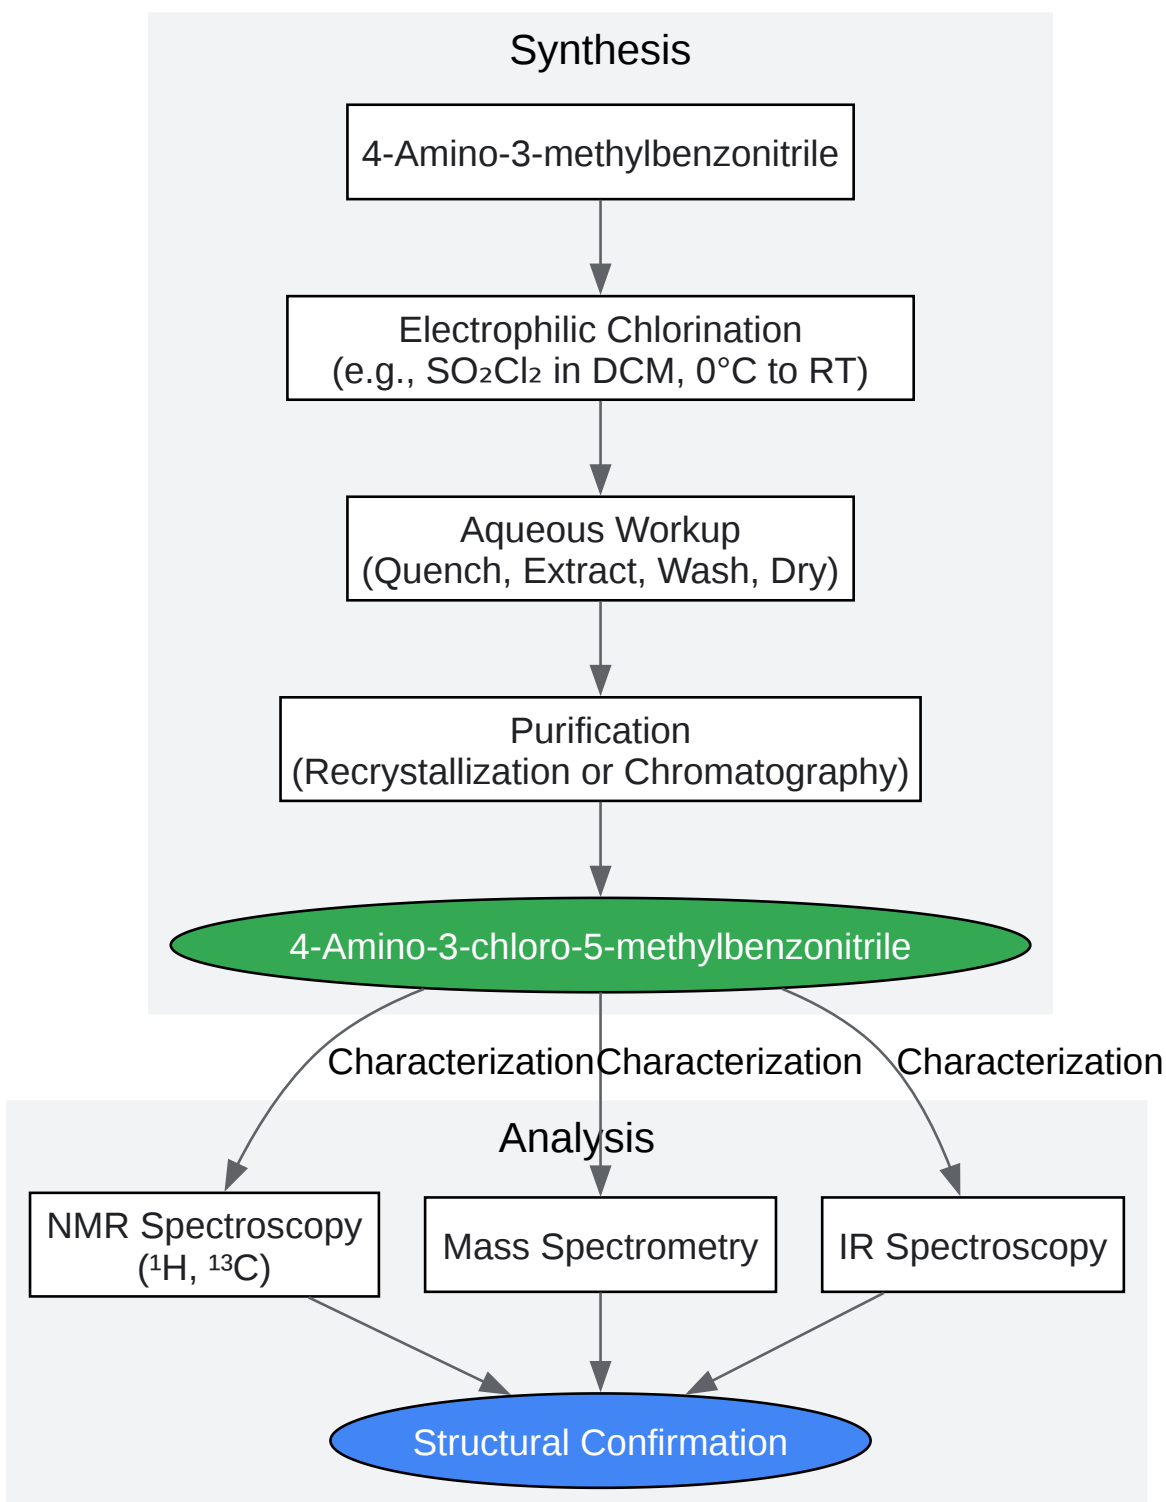 Synthesis
4-Amino-3-methylbenzonitrile
Electrophilic Chlorination
(e.g., SO₂Cl₂ in DCM, 0°C to RT)
Aqueous Workup
(Quench, Extract, Wash, Dry)
Purification
(Recrystallization or Chromatography)
4-Amino-3-chloro-5-methylbenzonitrile
Characterization
Characterization
Characterization
Analysis
NMR Spectroscopy
(¹H, ¹³C)
Mass Spectrometry
IR Spectroscopy
Structural Confirmation